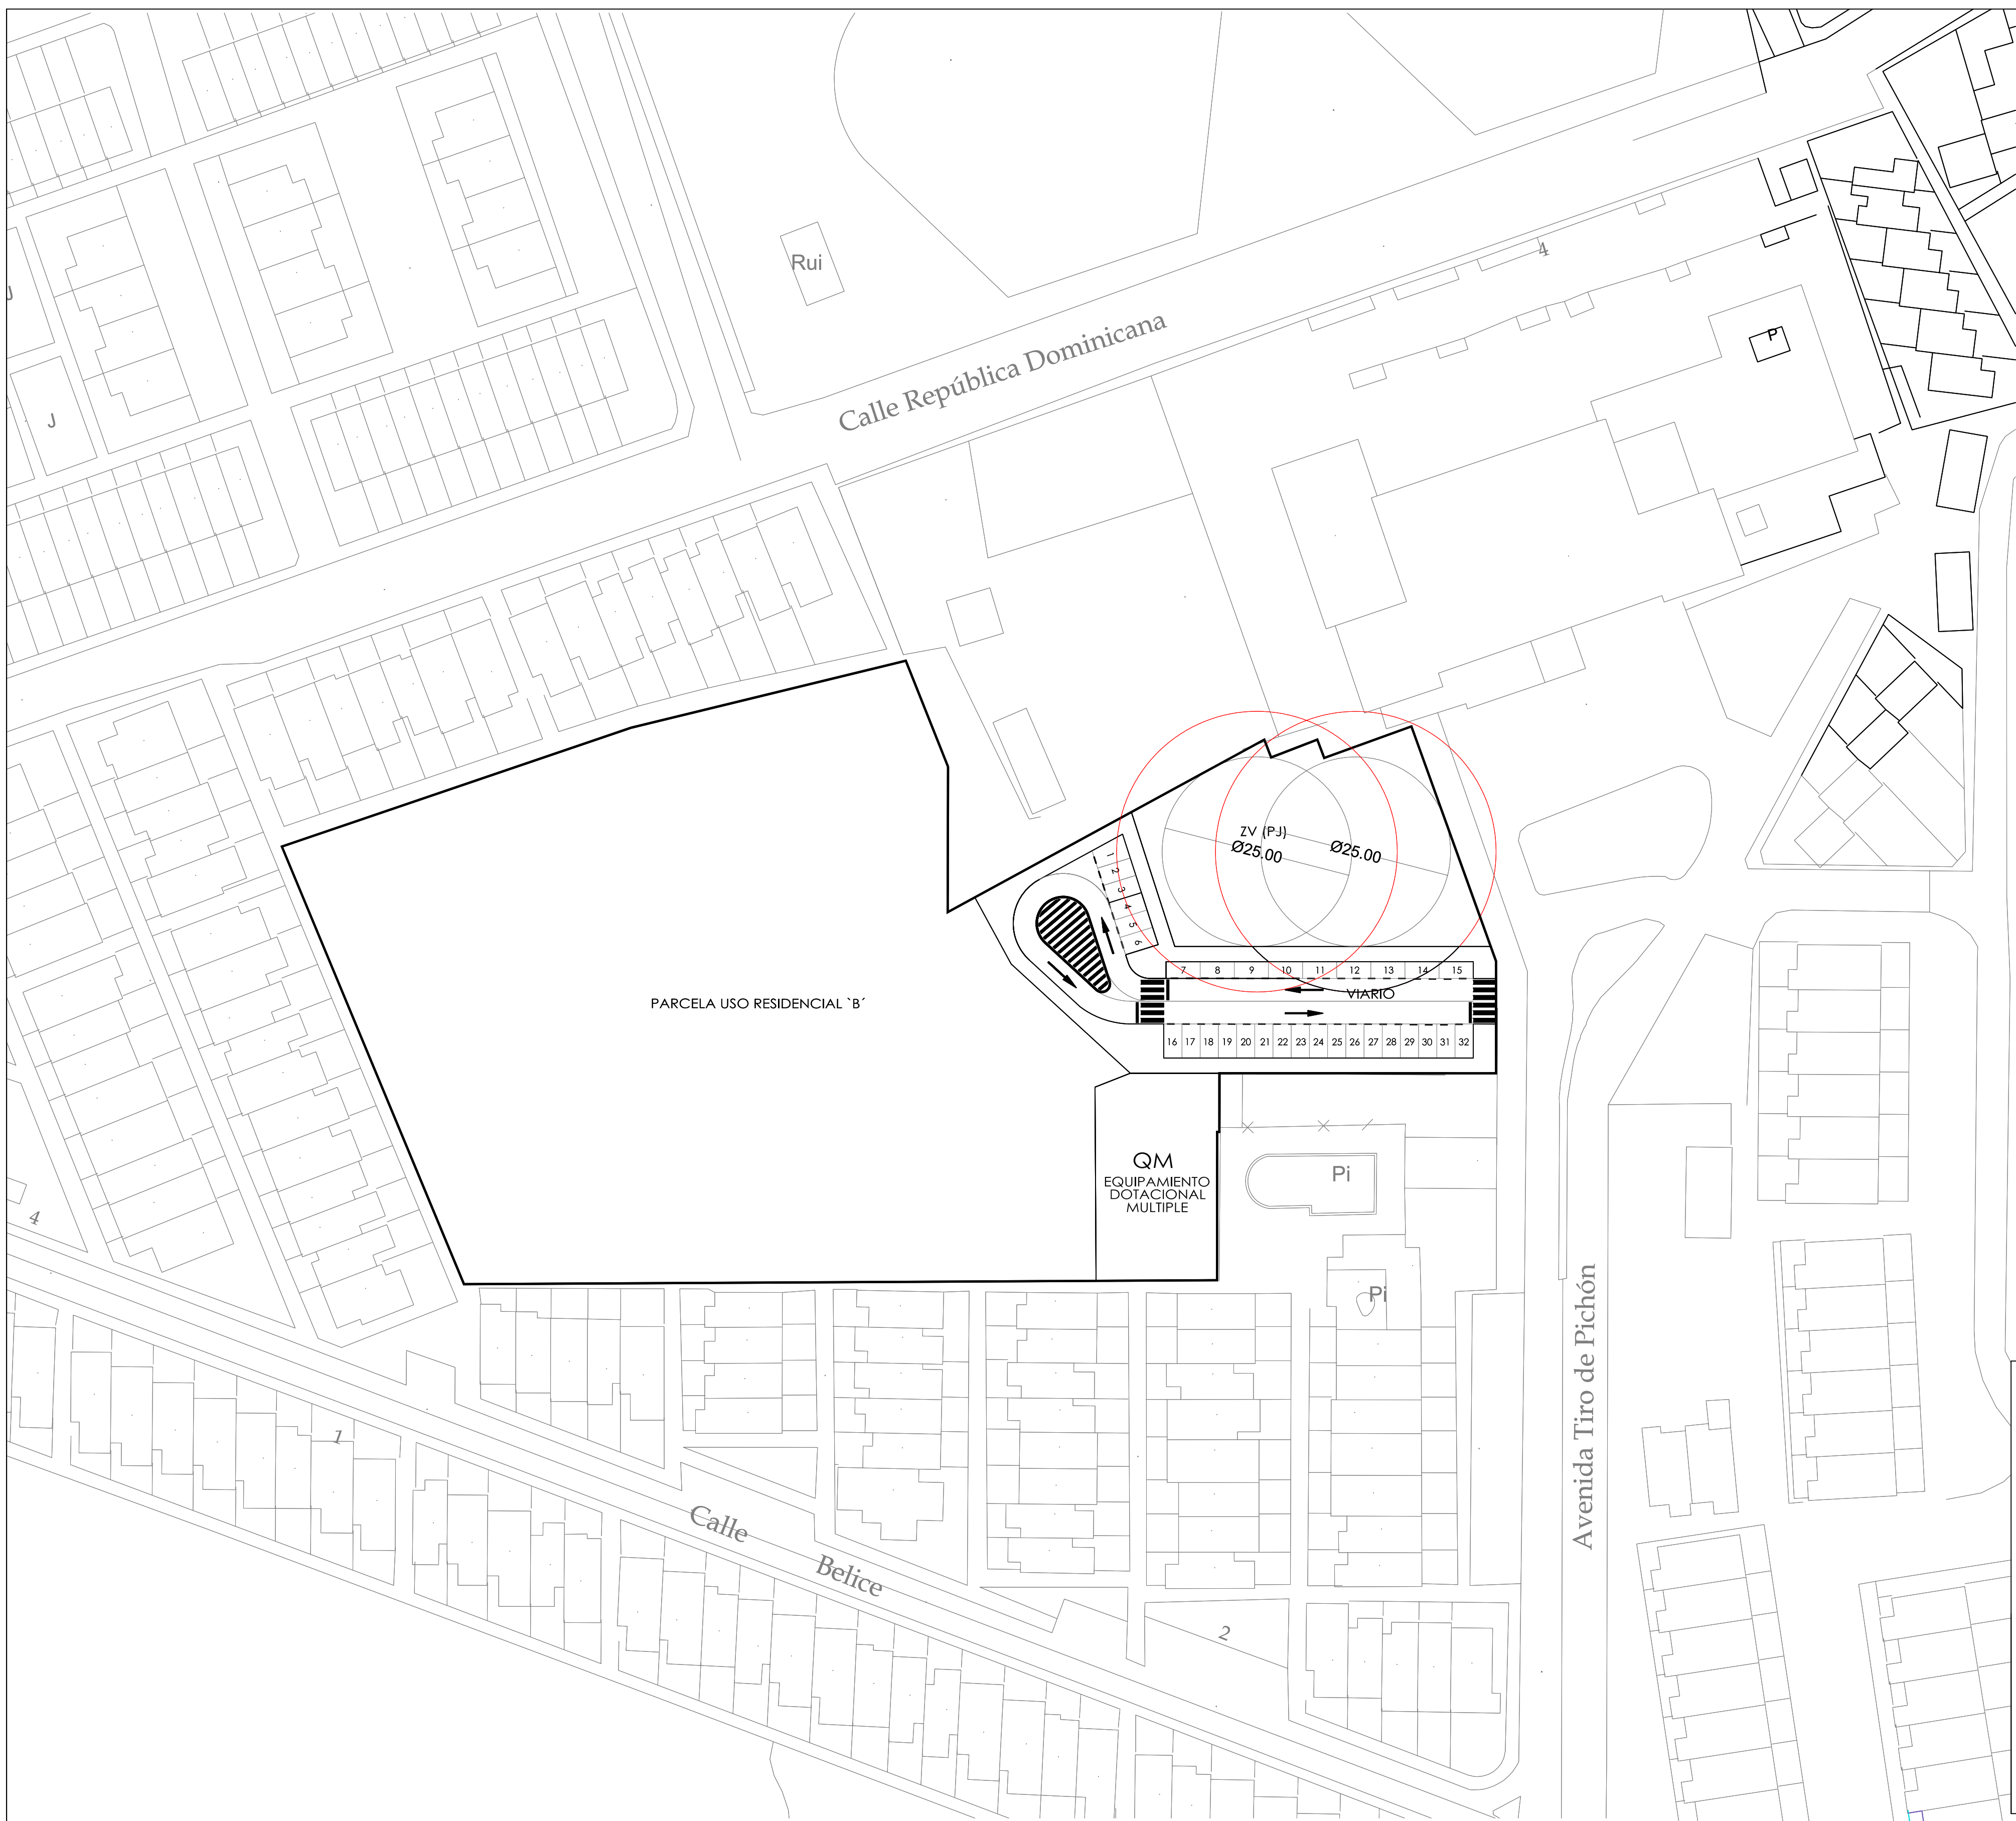 Rui
4
Calle República Dominicana
P
J
J
ZV (PJ)
Ø25.00
Ø25.00
1
2
3
4
5
6
7 8 9 10 11 12 13 14 15
VIARIO
16 17 18 19 20 21 22 23 24 25 26 27 28 29 30 31 32
PARCELA USO RESIDENCIAL `B´
QM
EQUIPAMIENTO
DOTACIONAL
MULTIPLE
Pi
Pi
4
1
Calle
Belice
2
Avenida Tiro de Pichón